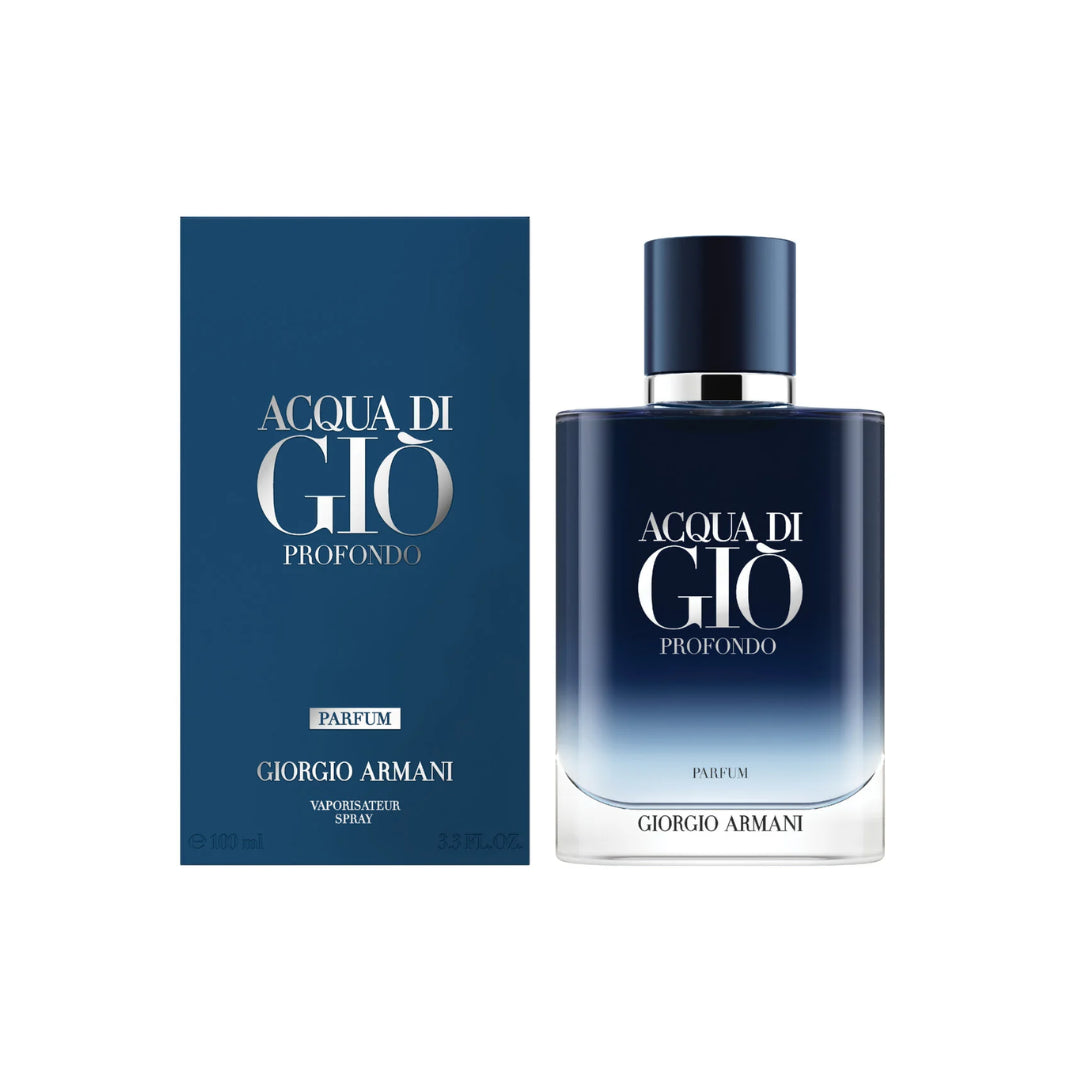 ACQUA DI
GIÒ
PROFONDO
PARFUM
GIORGIO ARMANI
VAPORISATEUR
SPRAY
℮ 100 ml 3.3 FL.OZ.
ACQUA DI
GIÒ
PROFONDO
PARFUM
GIORGIO ARMANI